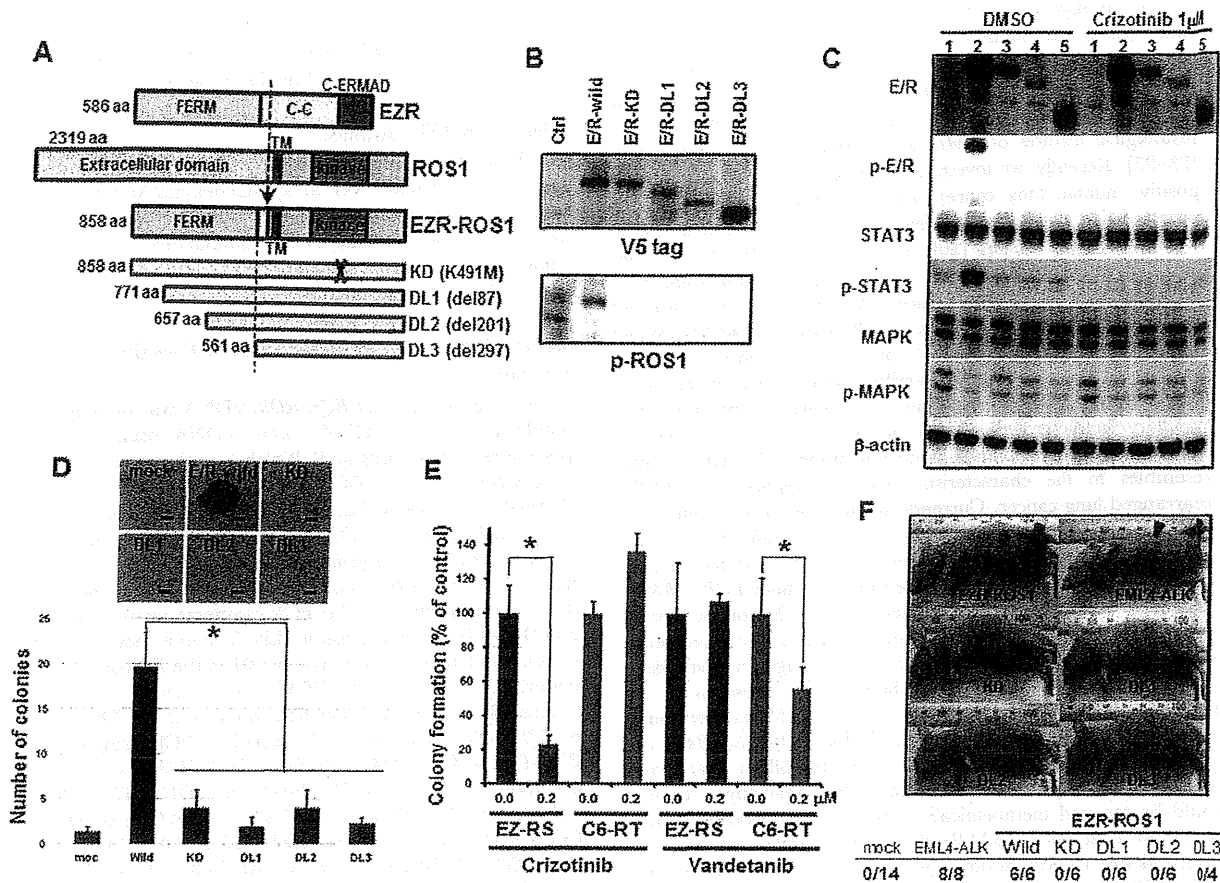 A
C-ERMAD
586 aa FERM C-C EZR
2319 aa
TM
Extracellular domain kinase ROS1
858 aa FERM kinase EZR-ROS1
TM
858 aa KD (K491M)
771 aa DL1 (del87)
657 aa DL2 (del201)
561 aa DL3 (del297)
B
Ctrl E/R-wild E/R-KD E/R-DL1 E/R-DL2 E/R-DL3
V5 tag
p-ROS1
C
DMSO Crizotinib 1μM
1 2 3 4 5 1 2 3 4 5
E/R
p-E/R
STAT3
p-STAT3
MAPK
p-MAPK
β-actin
D
mock E/R-wild KD
DL1 DL2 DL3
*
Number of colonies
25
20
15
10
5
0
moc Wild KD DL1 DL2 DL3
E
* *
Colony formation (% of control)
140
120
100
80
60
40
20
0
0.0 0.2 0.0 0.2 0.0 0.2 0.0 0.2 μM
EZ-RS C6-RT EZ-RS C6-RT
Crizotinib Vandetanib
F
EZR-ROS1 EML4-ALK
KD DL1
DL2 DL3
EZR-ROS1
mock EML4-ALK Wild KD DL1 DL2 DL3
0/14 8/8 6/6 0/6 0/6 0/6 0/4